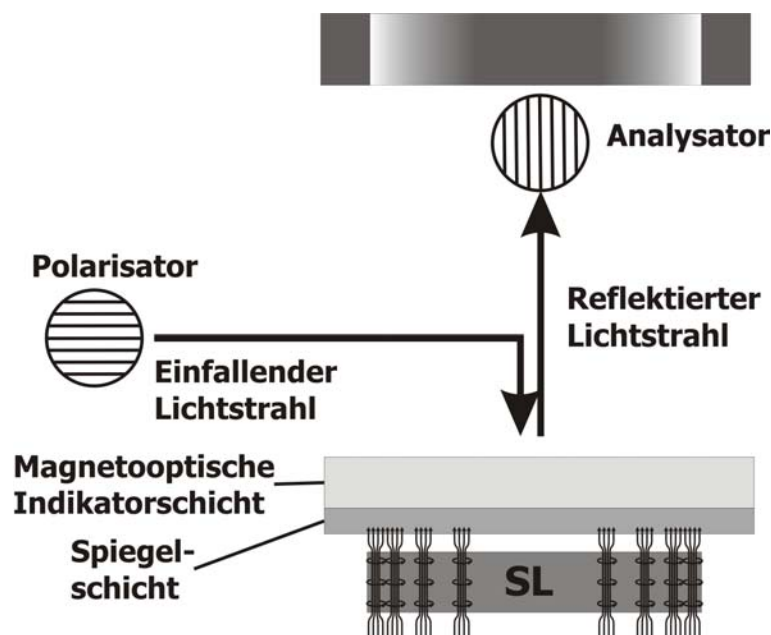 Analysator
Polarisator
Reflektierter
Lichtstrahl
Einfallender
Lichtstrahl
Magnetooptische
Indikatorschicht
Spiegel-
schicht
SL